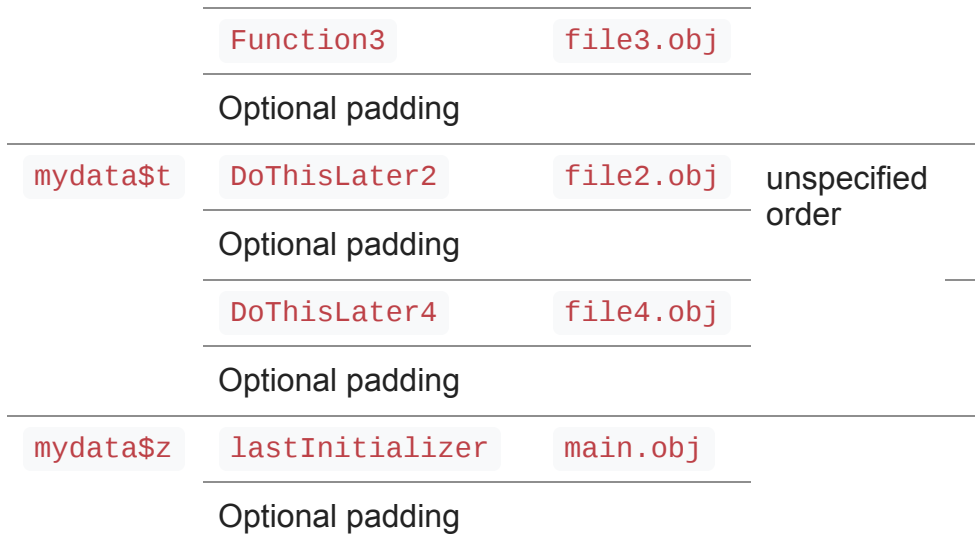 Function3 file3.obj
Optional padding
mydata$t DoThisLater2 file2.obj unspecified
order
Optional padding
DoThisLater4 file4.obj
Optional padding
mydata$z lastInitializer main.obj
Optional padding